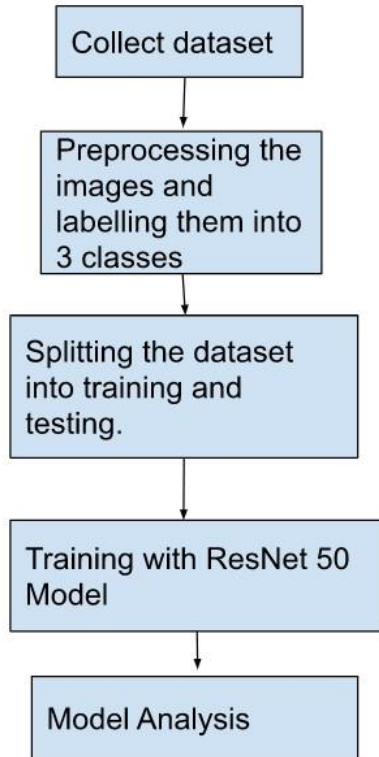 Collect dataset
Preprocessing the
images and
labelling them into
3 classes
Splitting the dataset
into training and
testing.
Training with ResNet 50
Model
Model Analysis